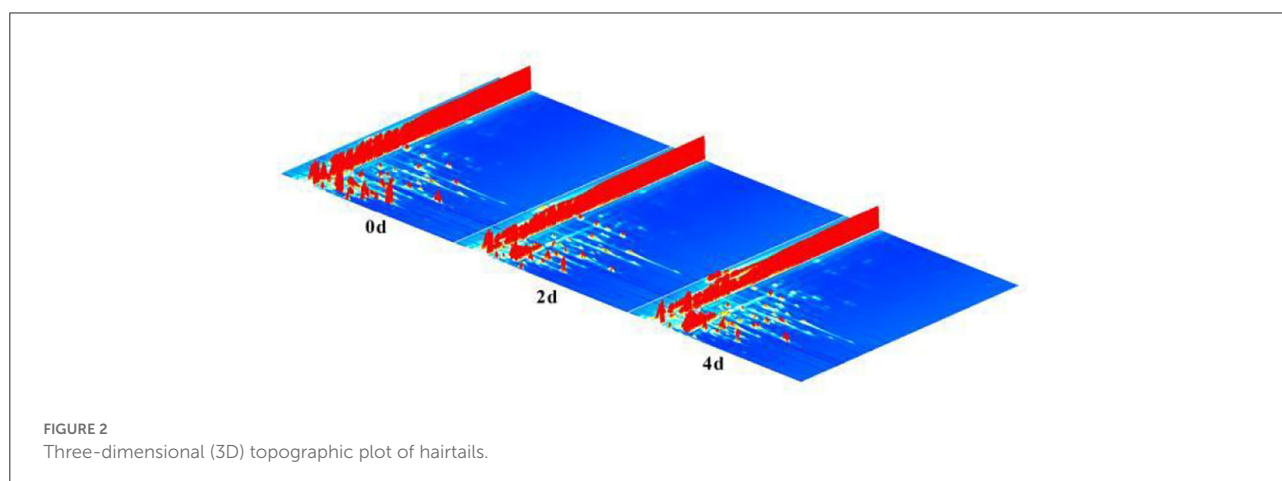 0d
2d
4d
FIGURE 2
Three-dimensional (3D) topographic plot of hairtails.